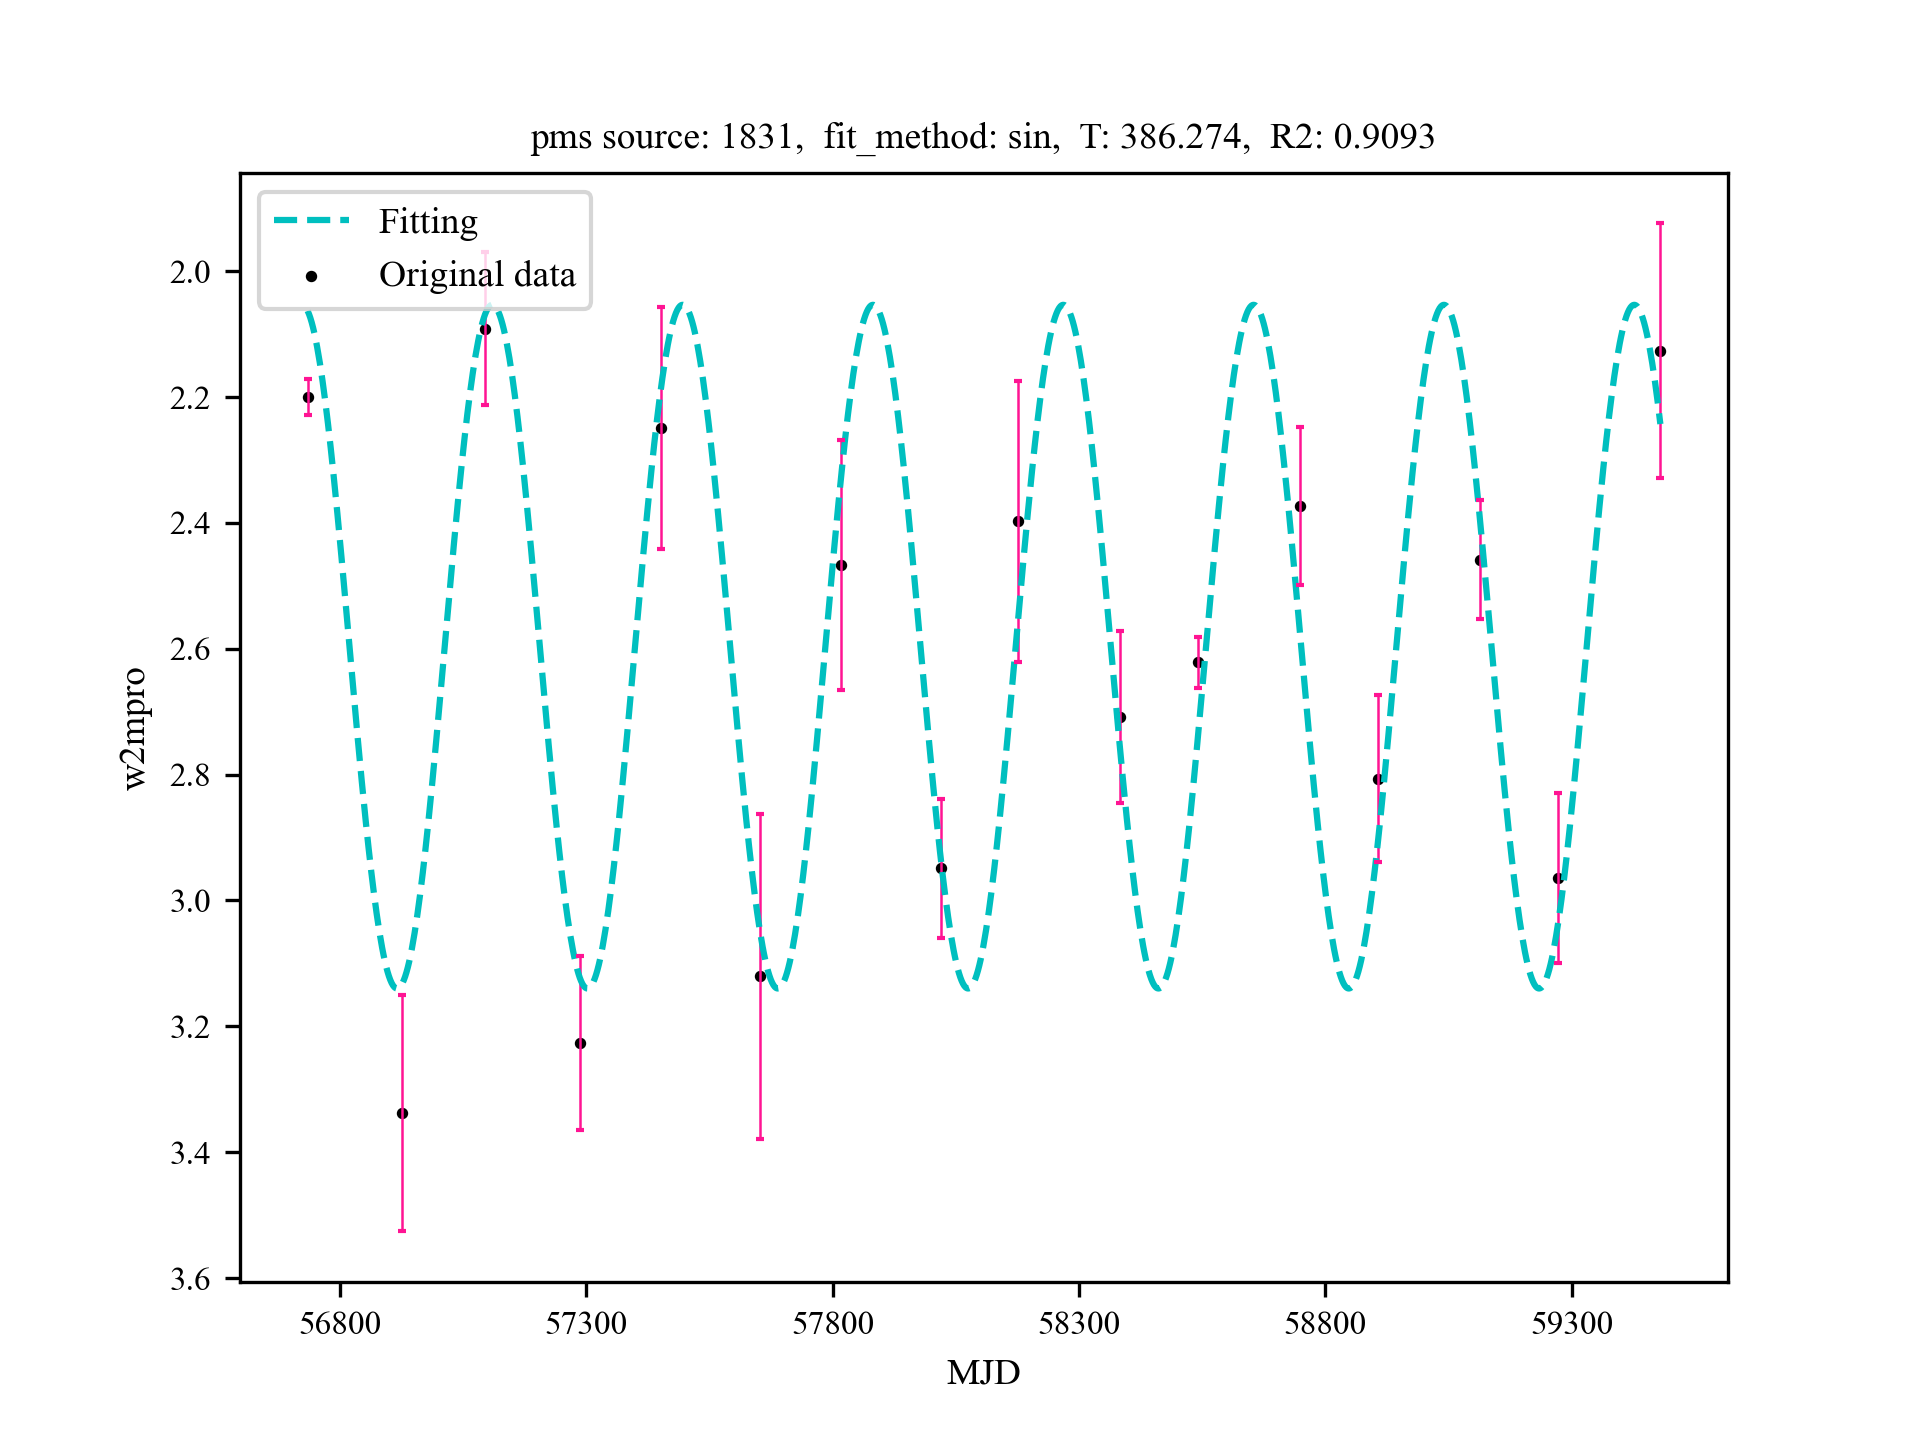 pms source: 1831,  fit_method: sin,  T: 386.274,  R2: 0.9093
Fitting
Original data
2.0
2.2
2.4
2.6
2.8
3.0
3.2
3.4
3.6
w2mpro
56800 57300 57800 58300 58800 59300
MJD